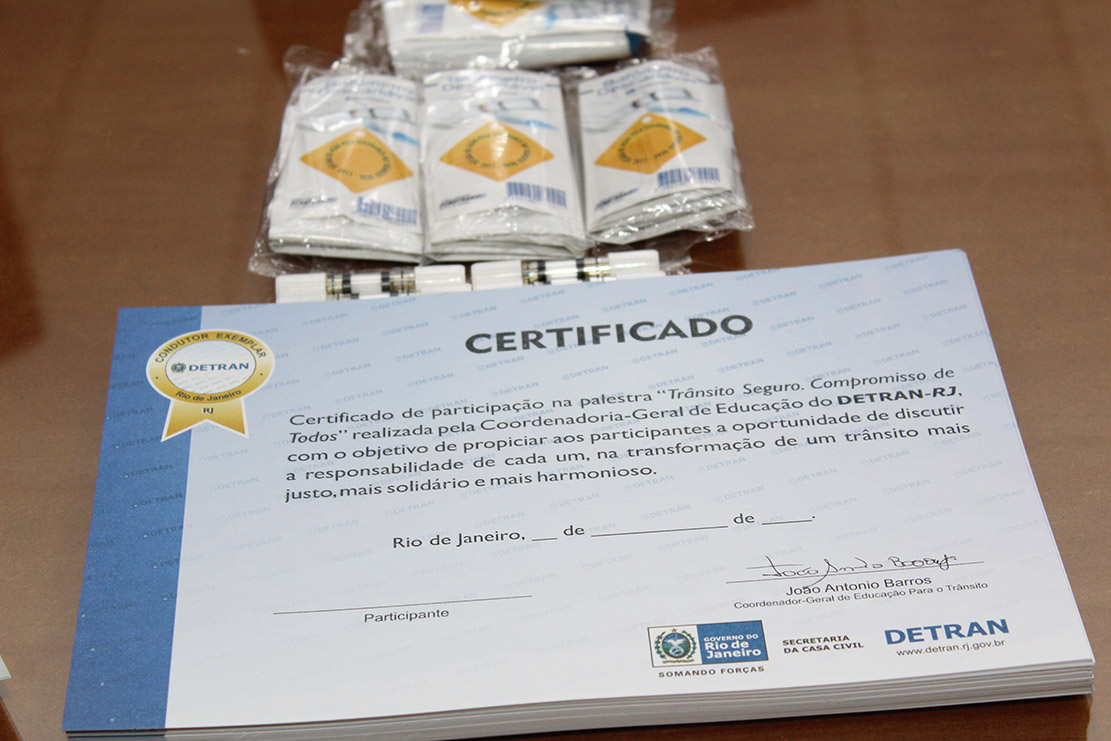 Bafômetro
Descartável
CERTIFICADO
CONDUTOR EXEMPLAR
DETRAN
Rio de Janeiro
RJ
Certificado de participação na palestra “Trânsito Seguro. Compromisso de
Todos” realizada pela Coordenadoria-Geral de Educação do DETRAN-RJ,
com o objetivo de propiciar aos participantes a oportunidade de discutir
a responsabilidade de cada um, na transformação de um trânsito mais
justo, mais solidário e mais harmonioso.
Rio de Janeiro, __ de ______________ de _____.
João Antonio Barros
Coordenador-Geral de Educação Para o Trânsito
Participante
GOVERNO DO
Rio de
Janeiro
SOMANDO FORÇAS
SECRETARIA
DA CASA CIVIL
DETRAN
www.detran.rj.gov.br